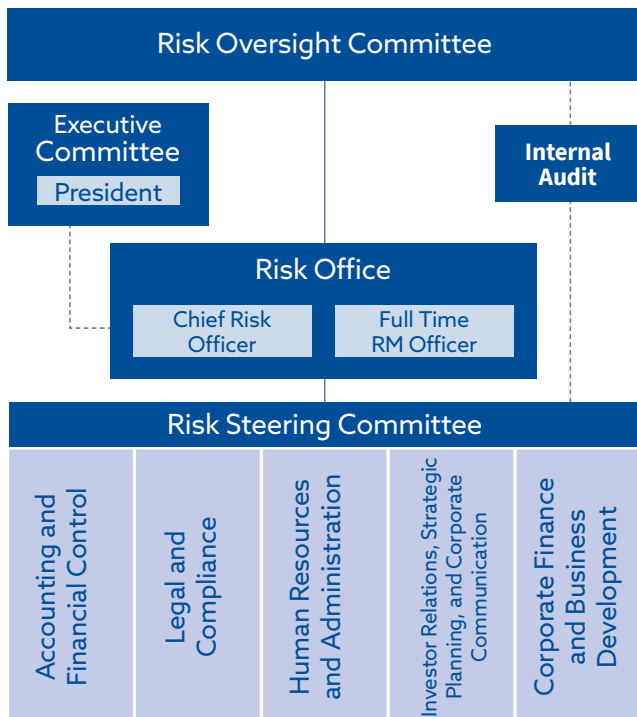 Risk Oversight Committee
Executive
Committee
President
Internal
Audit
Risk Office
Chief Risk
Officer
Full Time
RM Officer
Risk Steering Committee
Accounting and
Financial Control
Legal and
Compliance
Human Resources
and Administration
Investor Relations, Strategic
Planning, and Corporate
Communication
Corporate Finance
and Business
Development